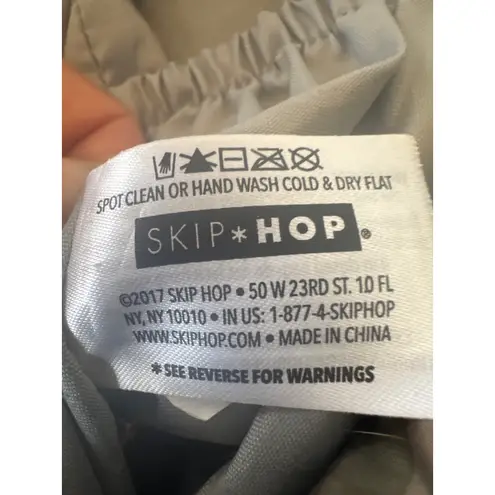 SPOT CLEAN OR HAND WASH COLD & DRY FLAT
SKIP*HOP®
©2017 SKIP HOP • 50 W 23RD ST. 10 FL
NY, NY 10010 • IN US: 1-877-4-SKIPHOP
WWW.SKIPHOP.COM • MADE IN CHINA
*SEE REVERSE FOR WARNINGS